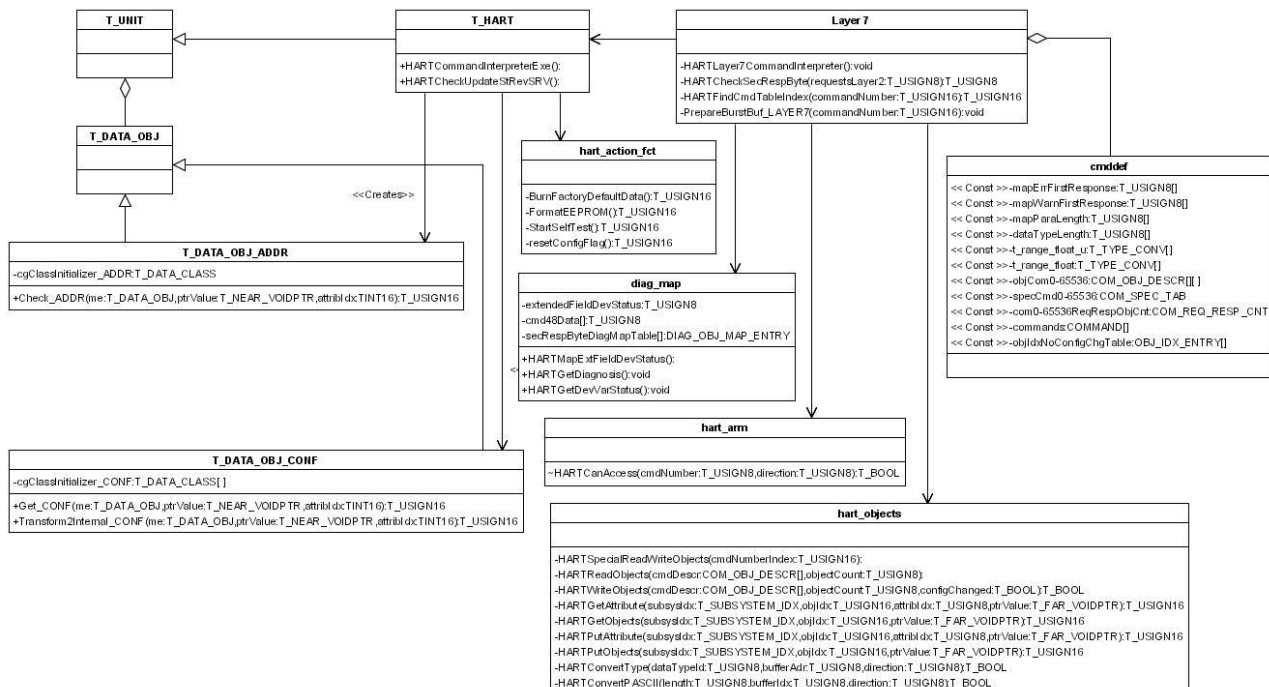 T_UNIT
T_HART
+HARTCommandInterpreterExe():
+HARTCheckUpdateStRevSRV():
Layer 7
-HARTLayer7CommandInterpreter():void
-HARTCheckSecRespByte(requestsLayer2:T_USIGN8):T_USIGN8
-HARTFindCmdTableIndex(commandNumber:T_USIGN16):T_USIGN16
-PrepareBurstBuf_LAYER7(commandNumber:T_USIGN16):void
T_DATA_OBJ
<<Creates>>
hart_action_fct
-BurnFactoryDefaultData():T_USIGN16
-FormatEEPROM():T_USIGN16
-StartSelfTest():T_USIGN16
-resetConfigFlag():T_USIGN16
cmddef
<< Const >>-mapErrFirstResponse:T_USIGN8[]
<< Const >>-mapWarnFirstResponse:T_USIGN8[]
<< Const >>-mapParaLength:T_USIGN8[]
<< Const >>-dataTypeLength:T_USIGN8[]
<< Const >>-t_range_float_u:T_TYPE_CONV[]
<< Const >>-t_range_float:T_TYPE_CONV[]
<< Const >>-objCom0-65536:COM_OBJ_DESCR[][ ]
<< Const >>-specCmd0-65536:COM_SPEC_TAB
<< Const >>-com0-65536ReqRespObjCnt:COM_REQ_RESP_CNT
<< Const >>-commands:COMMAND[]
<< Const >>-objIdxNoConfigChgTable:OBJ_IDX_ENTRY[]
T_DATA_OBJ_ADDR
-cgClassInitializer_ADDR:T_DATA_CLASS
+Check_ADDR(me:T_DATA_OBJ,ptrValue:T_NEAR_VOIDPTR,attribIdx:TINT16):T_USIGN16
diag_map
-extendedFieldDevStatus:T_USIGN8
-cmd48Data[]:T_USIGN8
-secRespByteDiagMapTable[]:DIAG_OBJ_MAP_ENTRY
+HARTMapExtFieldDevStatus():
+HARTGetDiagnosis():void
+HARTGetDevVarStatus():void
hart_arm
~HARTCanAccess(cmdNumber:T_USIGN8,direction:T_USIGN8):T_BOOL
T_DATA_OBJ_CONF
-cgClassInitializer_CONF:T_DATA_CLASS[ ]
+Get_CONF(me:T_DATA_OBJ,ptrValue:T_NEAR_VOIDPTR,attribIdx:TINT16):T_USIGN16
+Transform2Internal_CONF(me:T_DATA_OBJ,ptrValue:T_NEAR_VOIDPTR,attribIdx:TINT16):T_USIGN16
hart_objects
-HARTSpecialReadWriteObjects(cmdNumberIndex:T_USIGN16):
-HARTReadObjects(cmdDescr:COM_OBJ_DESCR[],objectCount:T_USIGN8):
-HARTWriteObjects(cmdDescr:COM_OBJ_DESCR[],objectCount:T_USIGN8,configChanged:T_BOOL):T_BOOL
-HARTGetAttribute(subsysIdx:T_SUBSYSTEM_IDX,objIdx:T_USIGN16,attribIdx:T_USIGN8,ptrValue:T_FAR_VOIDPTR):T_USIGN16
-HARTGetObjects(subsysIdx:T_SUBSYSTEM_IDX,objIdx:T_USIGN16,ptrValue:T_FAR_VOIDPTR):T_USIGN16
-HARTPutAttribute(subsysIdx:T_SUBSYSTEM_IDX,objIdx:T_USIGN16,attribIdx:T_USIGN8,ptrValue:T_FAR_VOIDPTR):T_USIGN16
-HARTPutObjects(subsysIdx:T_SUBSYSTEM_IDX,objIdx:T_USIGN16,ptrValue:T_FAR_VOIDPTR):T_USIGN16
-HARTConvertType(dataTypeId:T_USIGN8,bufferAdr:T_USIGN8,direction:T_USIGN8):T_BOOL
-HARTConvertPASCII(length:T_USIGN8,bufferIdx:T_USIGN8,direction:T_USIGN8):T_BOOL